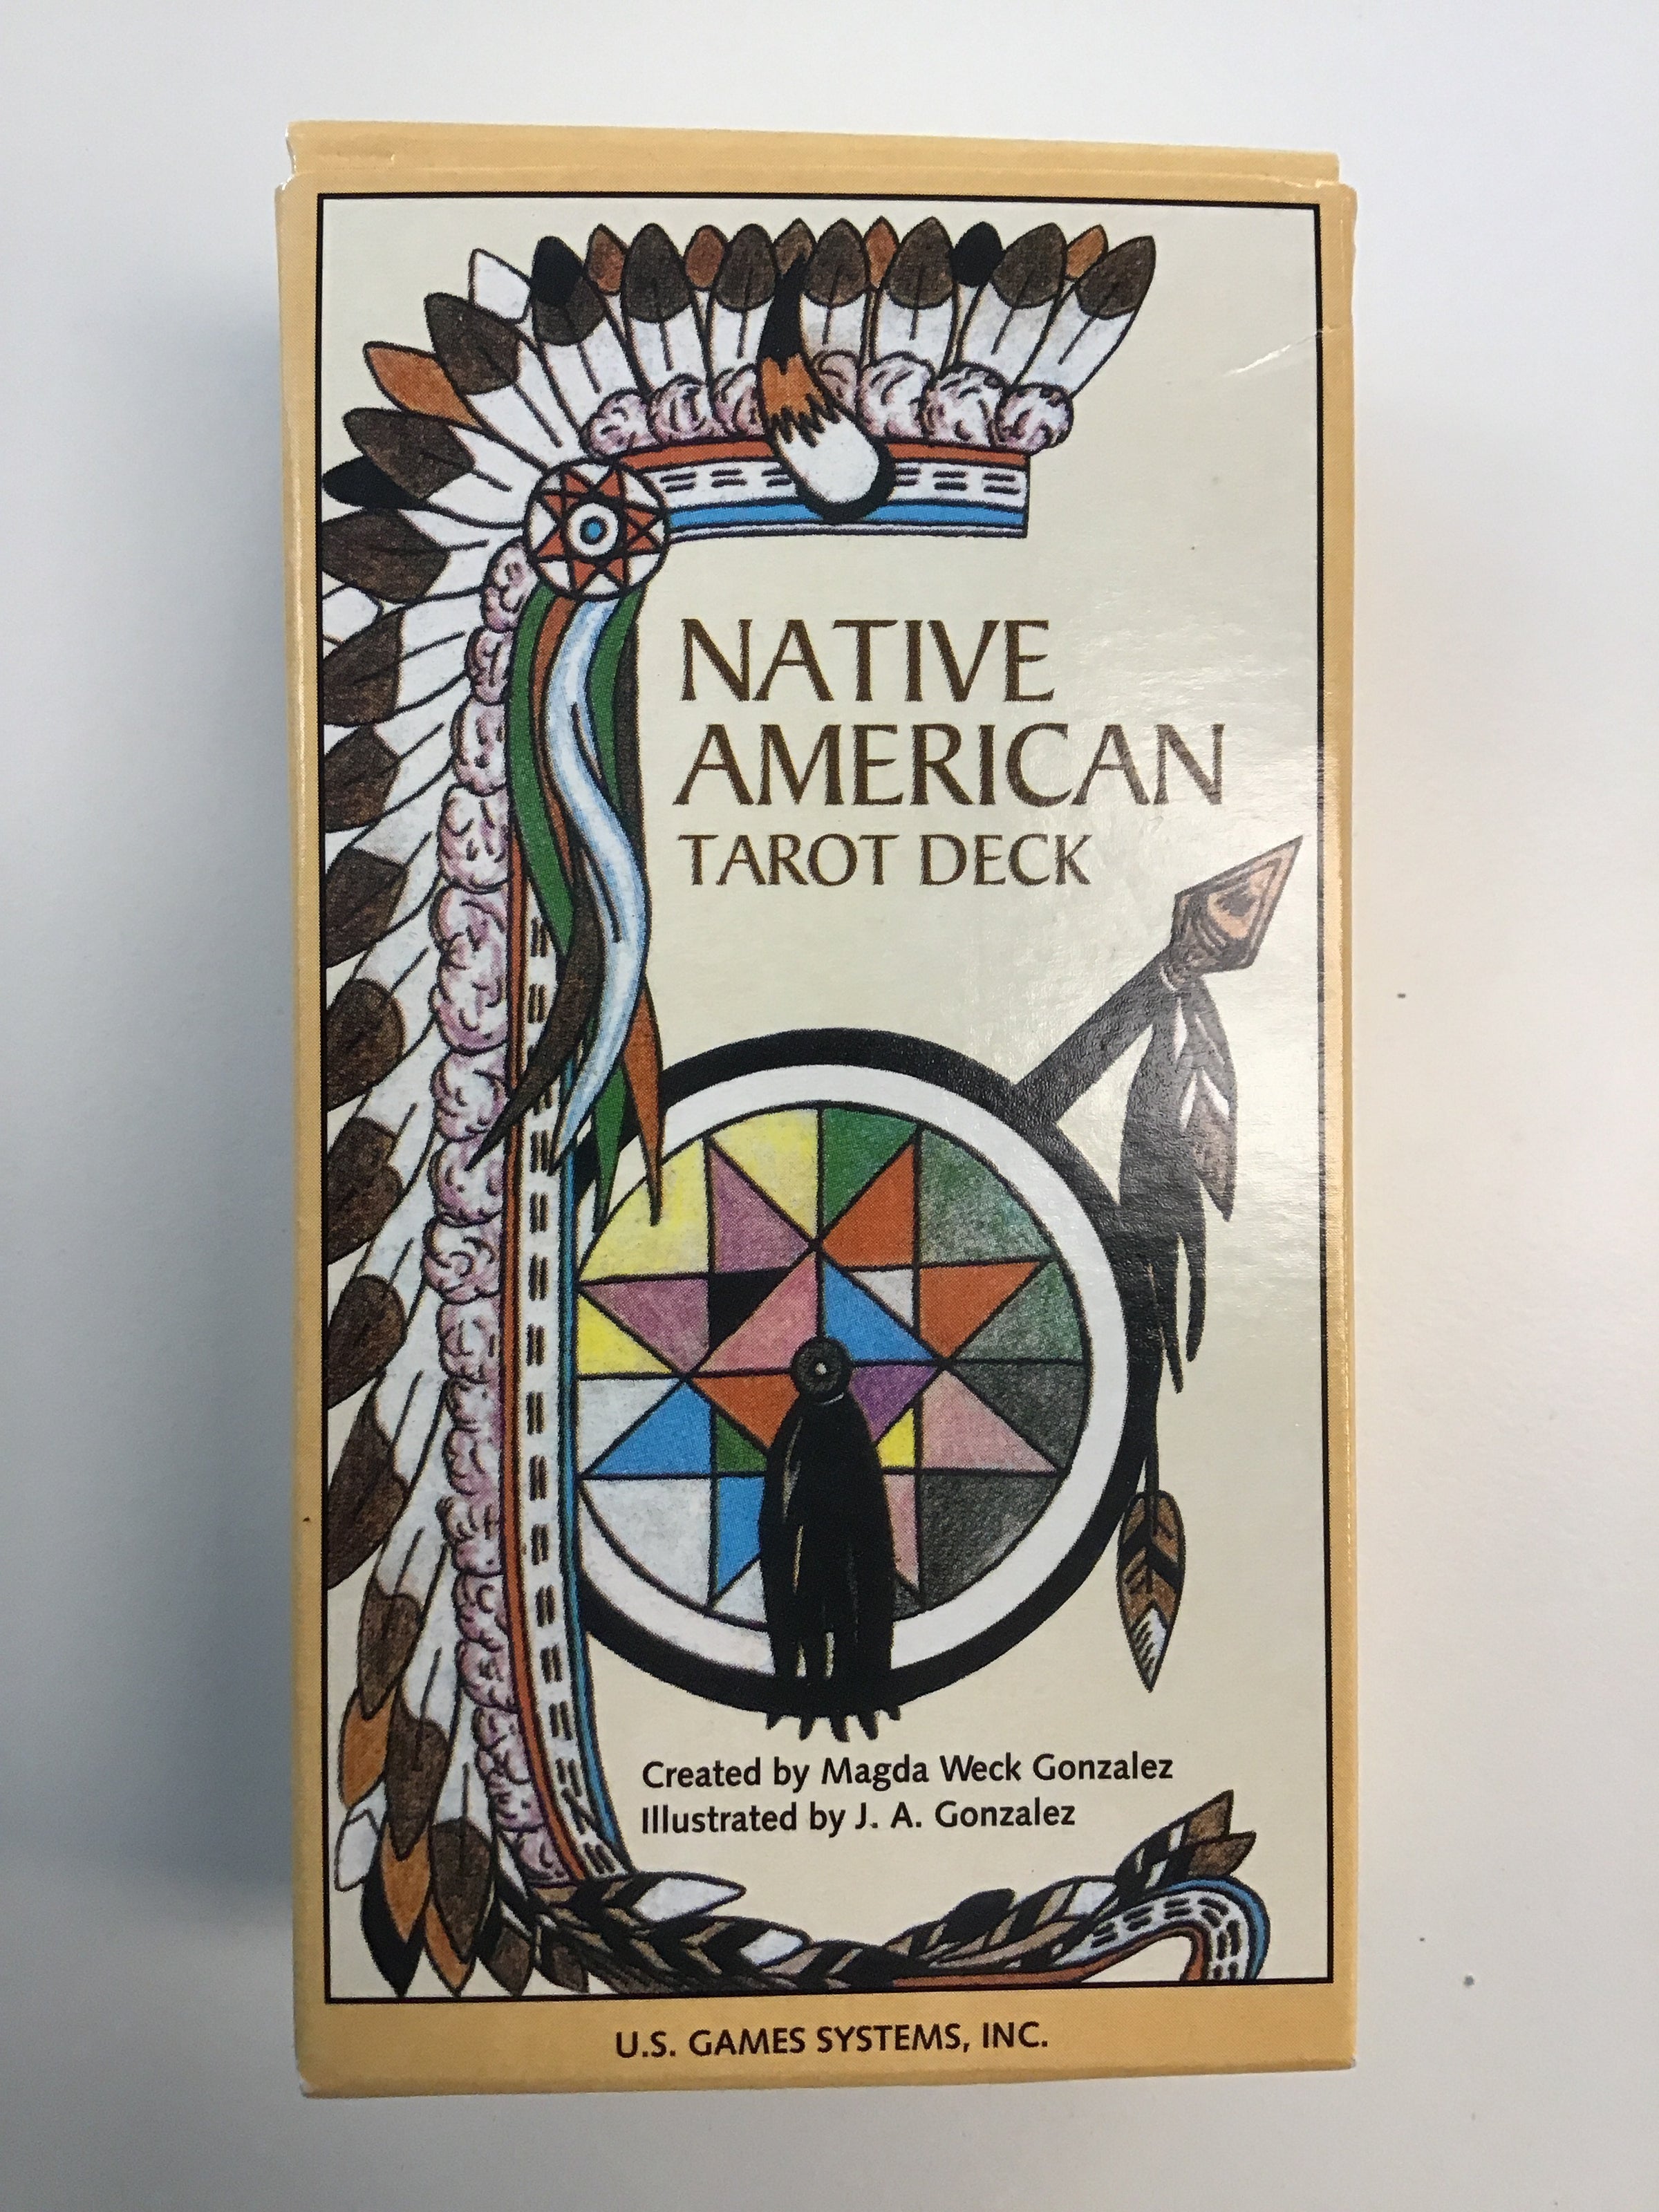 NATIVE
AMERICAN
TAROT DECK
Created by Magda Weck Gonzalez
Illustrated by J. A. Gonzalez
U.S. GAMES SYSTEMS, INC.